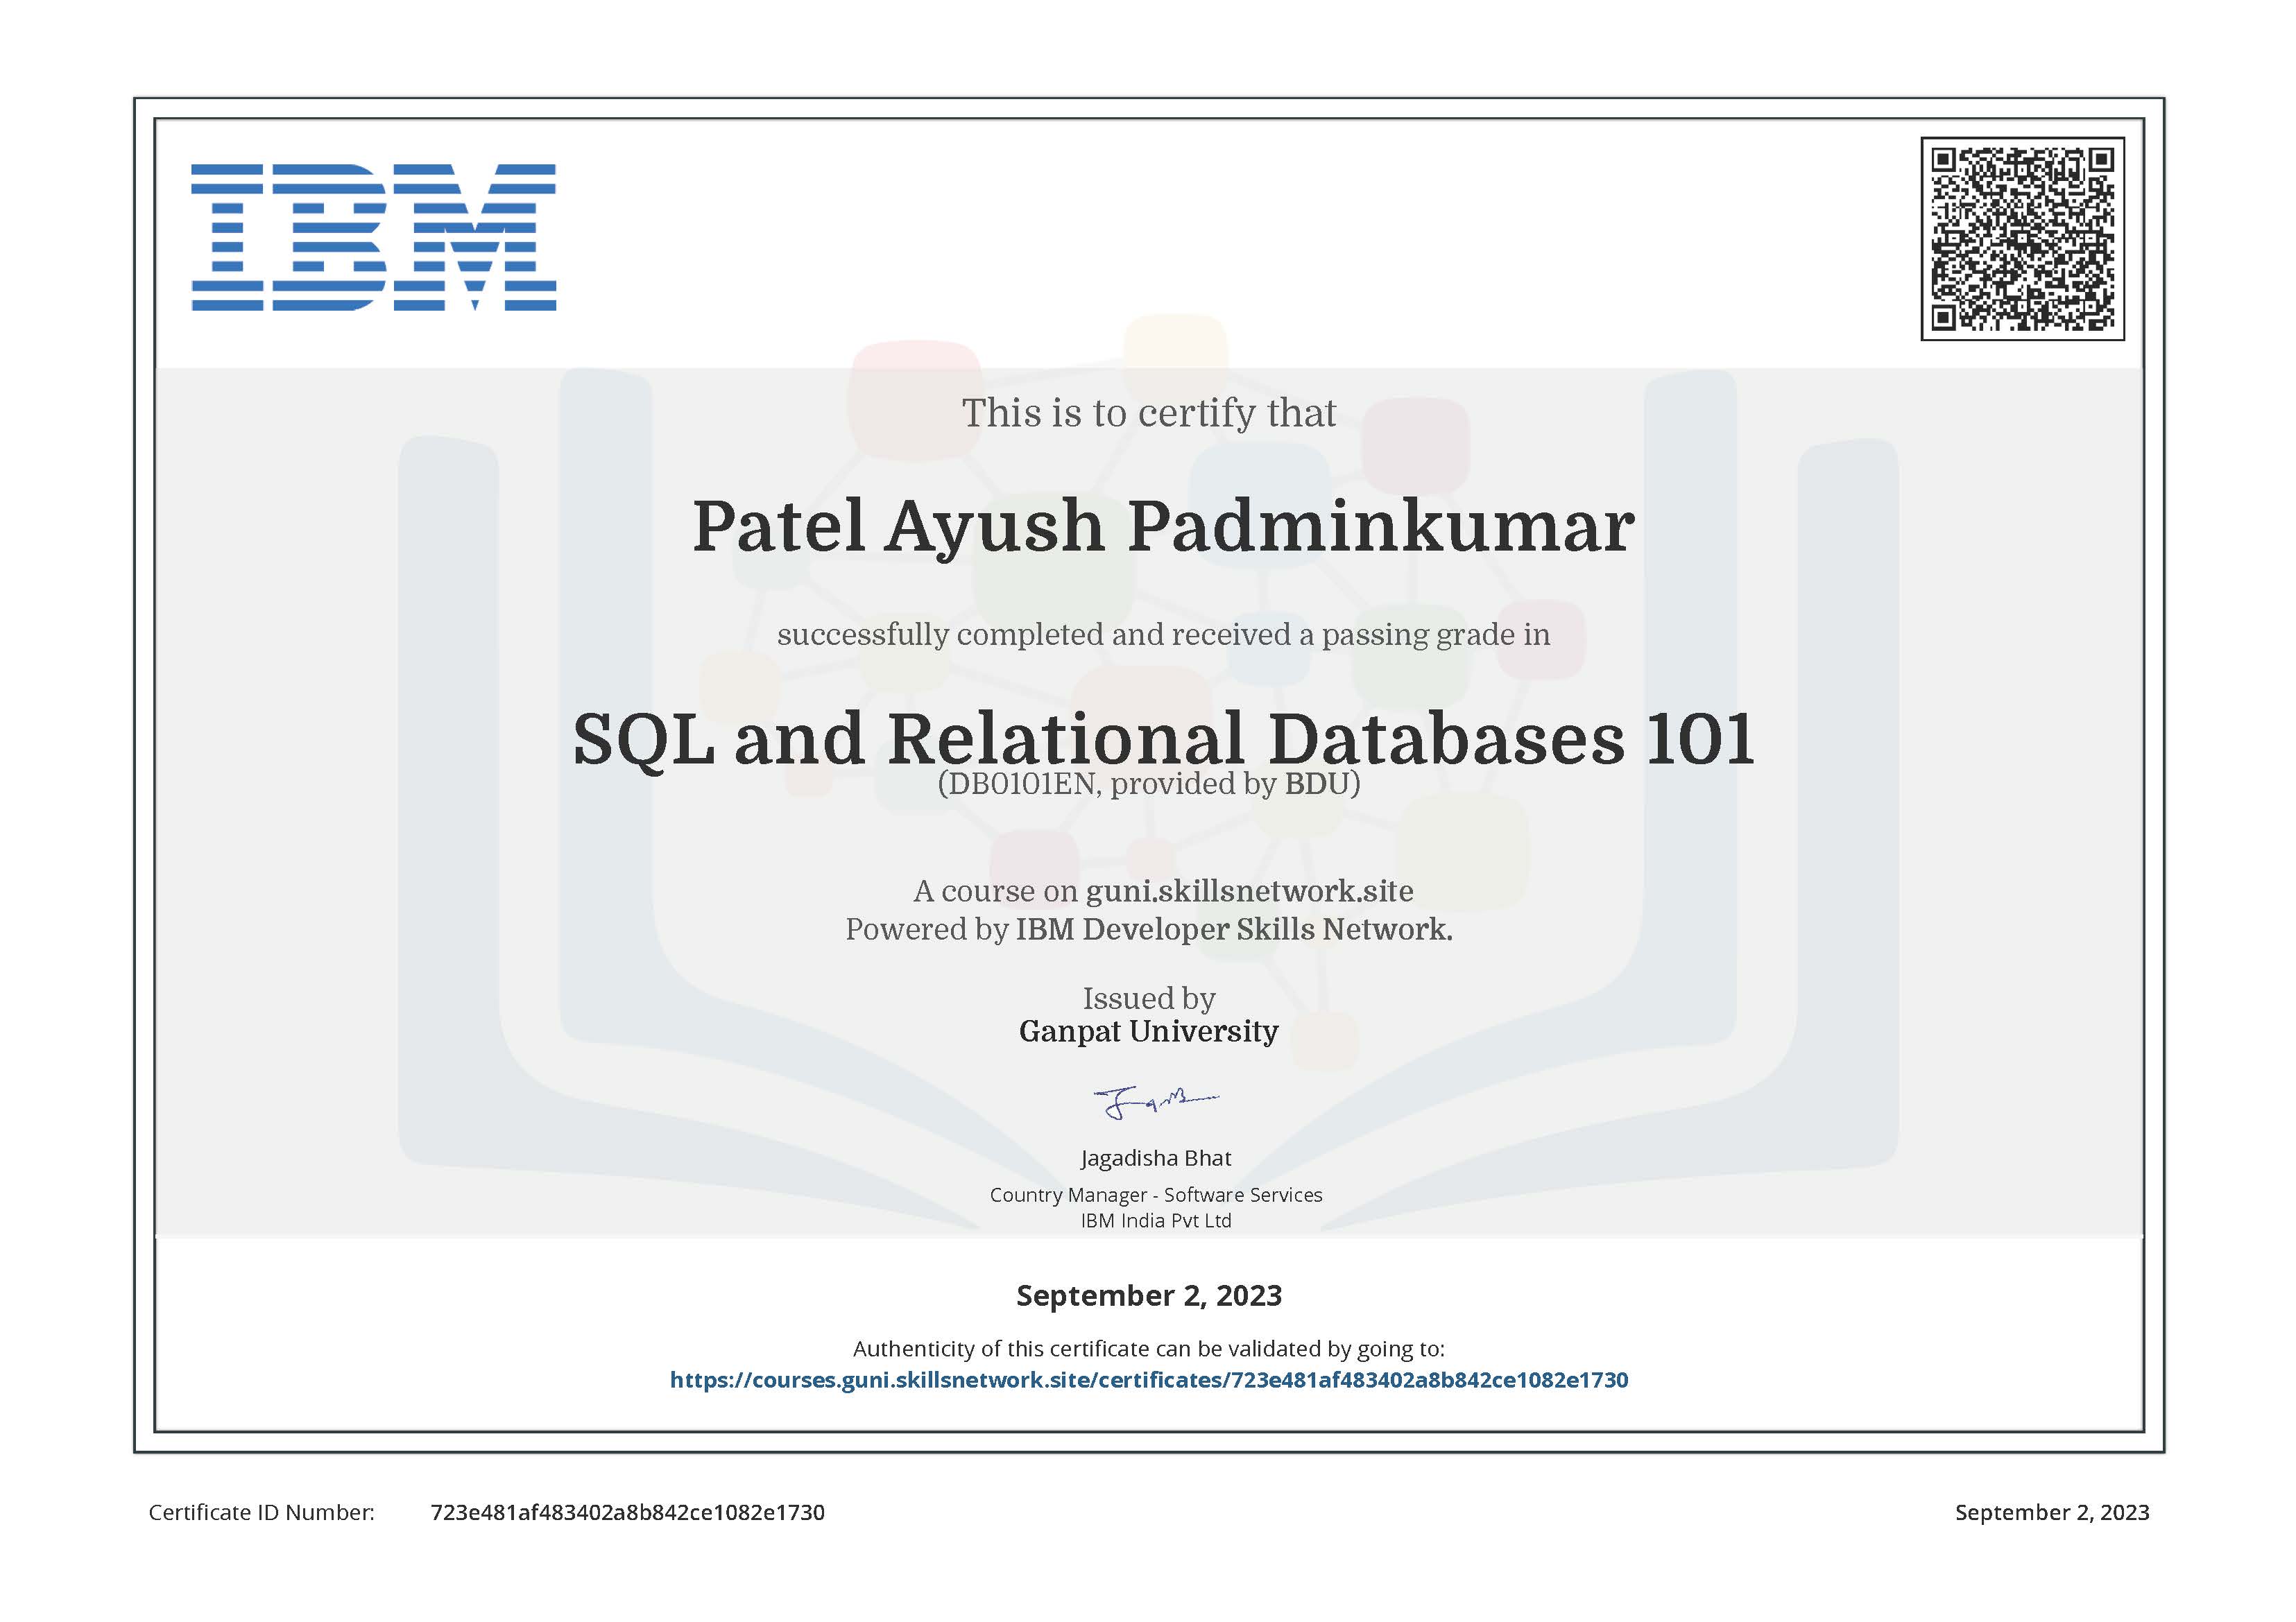 IBM
This is to certify that
Patel Ayush Padminkumar
successfully completed and received a passing grade in
SQL and Relational Databases 101
(DB0101EN, provided by BDU)
A course on guni.skillsnetwork.site
Powered by IBM Developer Skills Network.
Issued by
Ganpat University
Jagadisha Bhat
Country Manager - Software Services
IBM India Pvt Ltd
September 2, 2023
Authenticity of this certificate can be validated by going to:
https://courses.guni.skillsnetwork.site/certificates/723e481af483402a8b842ce1082e1730
Certificate ID Number: 723e481af483402a8b842ce1082e1730
September 2, 2023